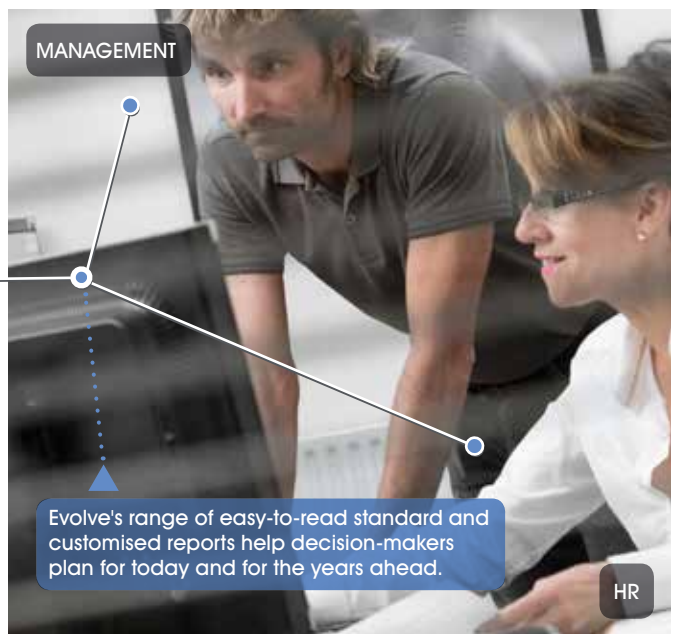 MANAGEMENT
Evolve's range of easy-to-read standard and
customised reports help decision-makers
plan for today and for the years ahead.
HR